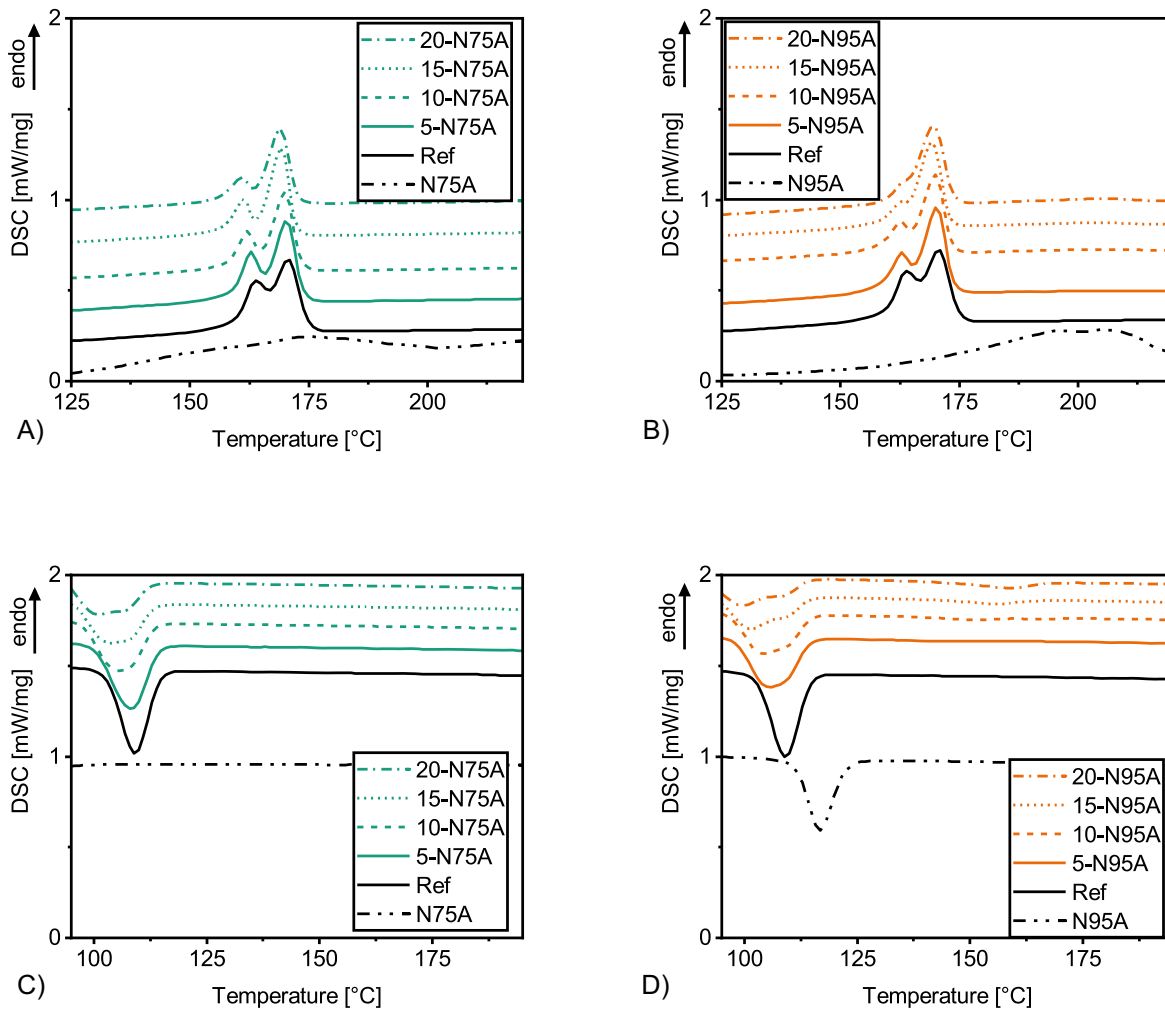 2
1
0
endo
DSC [mW/mg]
20-N75A
15-N75A
10-N75A
5-N75A
Ref
N75A
125 150 175 200
Temperature [°C]
A)
2
1
0
endo
DSC [mW/mg]
20-N95A
15-N95A
10-N95A
5-N95A
Ref
N95A
125 150 175 200
Temperature [°C]
B)
2
1
0
endo
DSC [mW/mg]
20-N75A
15-N75A
10-N75A
5-N75A
Ref
N75A
100 125 150 175
Temperature [°C]
C)
2
1
0
endo
DSC [mW/mg]
20-N95A
15-N95A
10-N95A
5-N95A
Ref
N95A
100 125 150 175
Temperature [°C]
D)